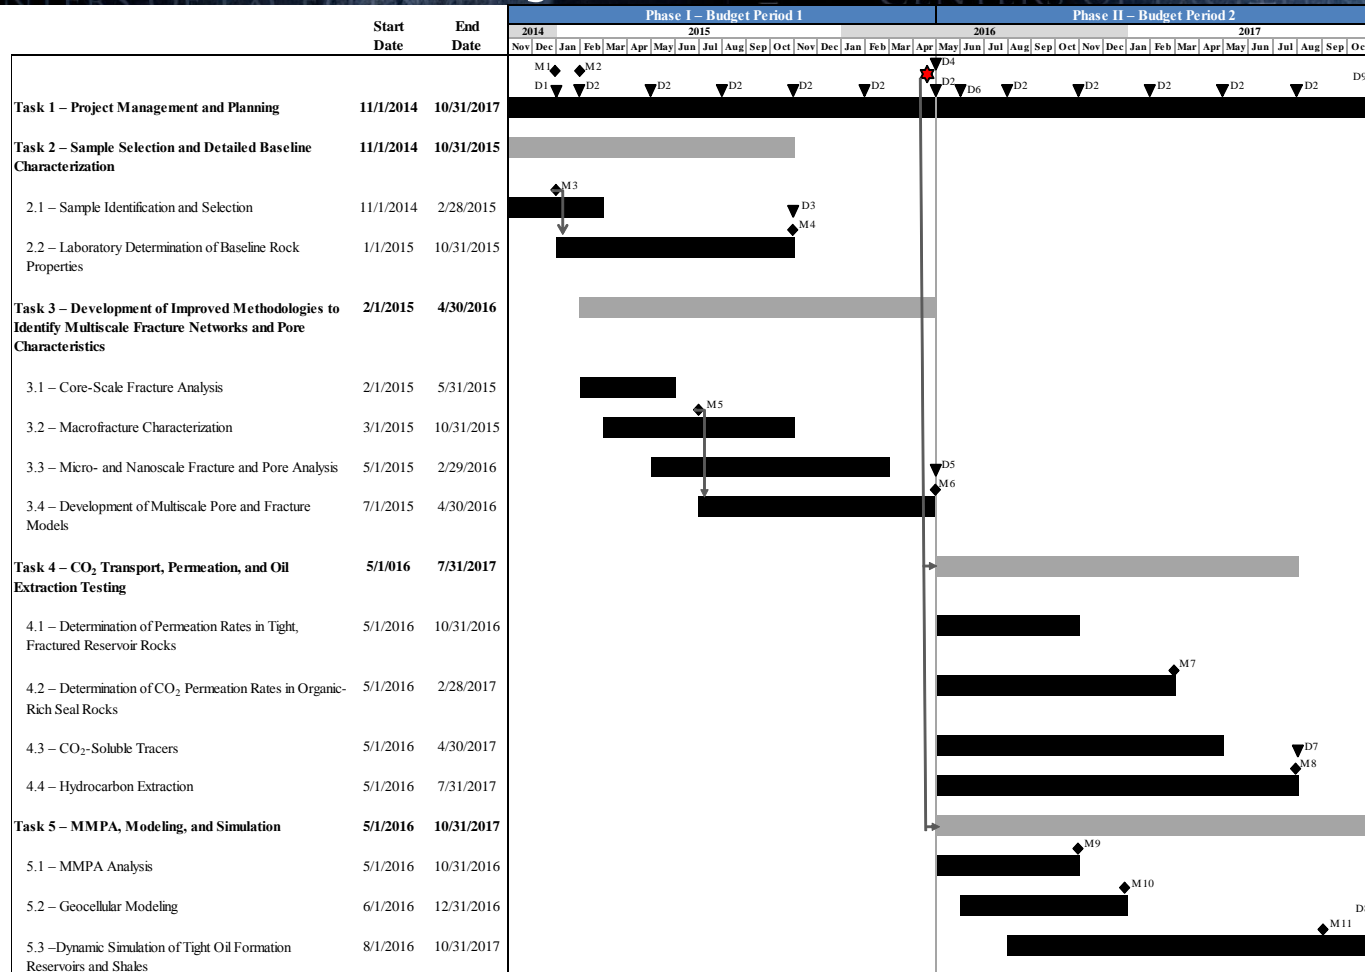 Phase I – Budget Period 1 Phase II – Budget Period 2
Start End
Date Date
2014 2015 2016 2017
Nov Dec Jan Feb Mar Apr May Jun Jul Aug Sep Oct Nov Dec Jan Feb Mar Apr May Jun Jul Aug Sep Oct Nov Dec Jan Feb Mar Apr May Jun Jul Aug Sep Oc
M1 M2 D4
D9
D1 D2 D2 D2 D2 D2 D2 D6 D2 D2 D2 D2 D2
Task 1 – Project Management and Planning 11/1/2014 10/31/2017
Task 2 – Sample Selection and Detailed Baseline 11/1/2014 10/31/2015
Characterization
M3
2.1 – Sample Identification and Selection 11/1/2014 2/28/2015 D3
M4
2.2 – Laboratory Determination of Baseline Rock 1/1/2015 10/31/2015
Properties
Task 3 – Development of Improved Methodologies to 2/1/2015 4/30/2016
Identify Multiscale Fracture Networks and Pore
Characteristics
3.1 – Core-Scale Fracture Analysis 2/1/2015 5/31/2015
M5
3.2 – Macrofracture Characterization 3/1/2015 10/31/2015
3.3 – Micro- and Nanoscale Fracture and Pore Analysis 5/1/2015 2/29/2016 D5
M6
3.4 – Development of Multiscale Pore and Fracture 7/1/2015 4/30/2016
Models
Task 4 – CO2 Transport, Permeation, and Oil 5/1/016 7/31/2017
Extraction Testing
4.1 – Determination of Permeation Rates in Tight, 5/1/2016 10/31/2016
Fractured Reservoir Rocks
M7
4.2 – Determination of CO2 Permeation Rates in Organic- 5/1/2016 2/28/2017
Rich Seal Rocks
4.3 – CO2-Soluble Tracers 5/1/2016 4/30/2017 D7
M8
4.4 – Hydrocarbon Extraction 5/1/2016 7/31/2017
Task 5 – MMPA, Modeling, and Simulation 5/1/2016 10/31/2017
M9
5.1 – MMPA Analysis 5/1/2016 10/31/2016
M10
5.2 – Geocellular Modeling 6/1/2016 12/31/2016
M11
5.3 –Dynamic Simulation of Tight Oil Formation 8/1/2016 10/31/2017
Reservoirs and Shales